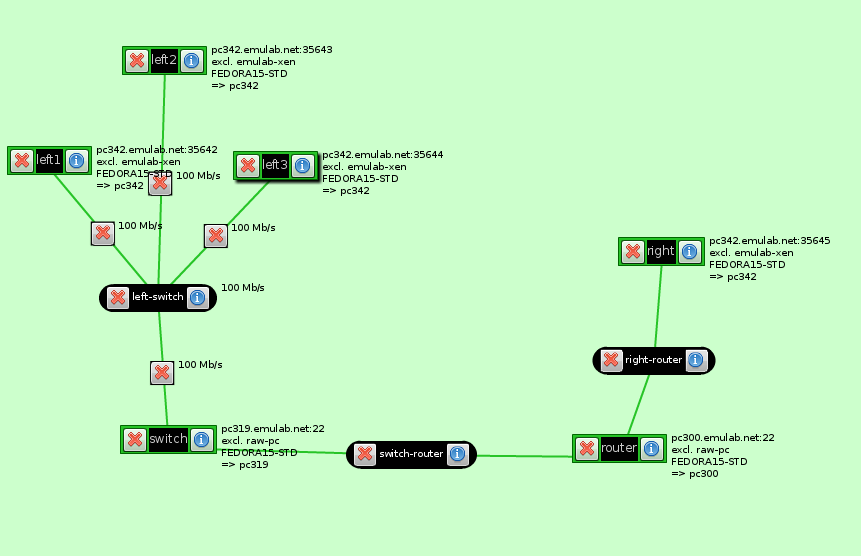 left2
pc342.emulab.net:35643
excl. emulab-xen
FEDORA15-STD
=> pc342
left1
pc342.emulab.net:35642
excl. emulab-xen
FEDORA15-STD
=> pc342
left3
pc342.emulab.net:35644
excl. emulab-xen
FEDORA15-STD
=> pc342
100 Mb/s
100 Mb/s
100 Mb/s
left-switch
100 Mb/s
right
pc342.emulab.net:35645
excl. emulab-xen
FEDORA15-STD
=> pc342
100 Mb/s
right-router
switch
pc319.emulab.net:22
excl. raw-pc
FEDORA15-STD
=> pc319
switch-router
router
pc300.emulab.net:22
excl. raw-pc
FEDORA15-STD
=> pc300